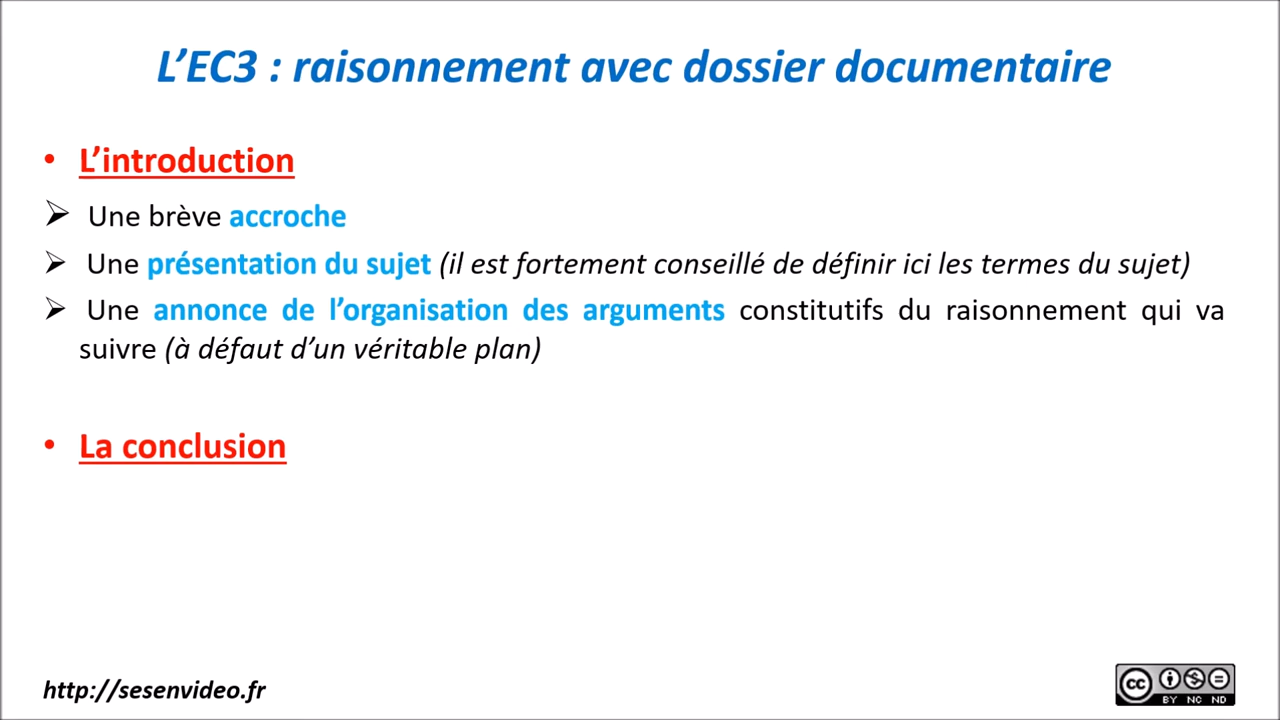 L’EC3 : raisonnement avec dossier documentaire
• L’introduction
➢ Une brève accroche
➢ Une présentation du sujet (il est fortement conseillé de définir ici les termes du sujet)
➢ Une annonce de l’organisation des arguments constitutifs du raisonnement qui va
suivre (à défaut d’un véritable plan)
• La conclusion
http://sesenvideo.fr
cc
BY NC ND